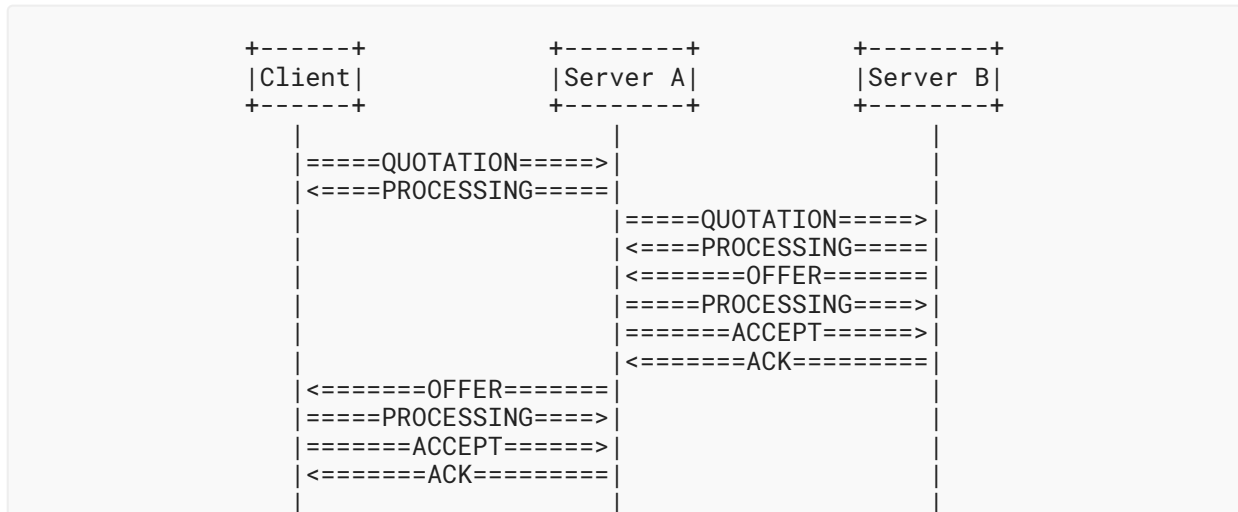 +------+            +--------+          +--------+
|Client|            |Server A|          |Server B|
+------+            +--------+          +--------+
   |                    |                    |
   |=====QUOTATION=====>|                    |
   |<====PROCESSING=====|                    |
   |                    |=====QUOTATION=====>|
   |                    |<====PROCESSING=====|
   |                    |<=======OFFER=======|
   |                    |=====PROCESSING====>|
   |                    |=======ACCEPT======>|
   |                    |<=======ACK=========|
   |<=======OFFER=======|                    |
   |=====PROCESSING====>|                    |
   |=======ACCEPT======>|                    |
   |<=======ACK=========|                    |
   |                    |                    |